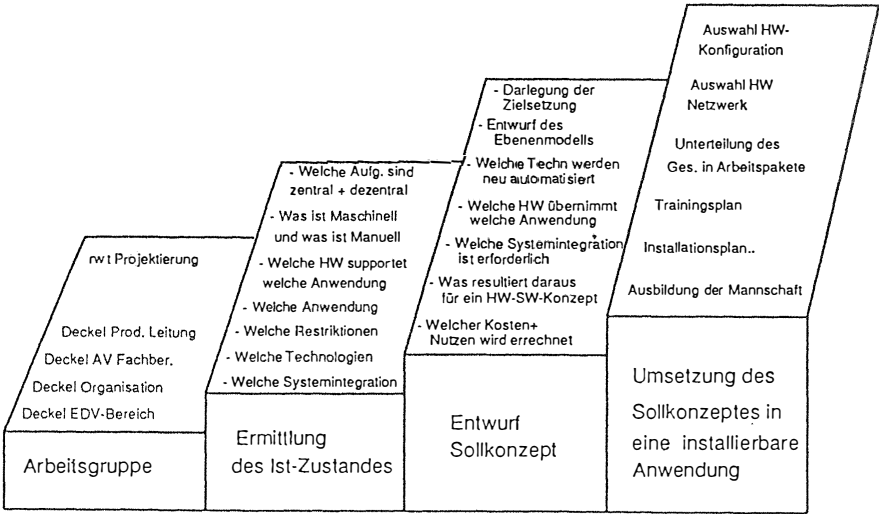 rwt Projektierung
Deckel Prod. Leitung
Deckel AV Fachber.
Deckel Organisation
Deckel EDV-Bereich
Arbeitsgruppe
- Welche Aufg. sind
zentral + dezentral
- Was ist Maschinell
und was ist Manuell
- Welche HW supportet
welche Anwendung
- Welche Anwendung
- Welche Restriktionen
- Welche Technologien
- Welche Systemintegration
Ermittlung
des Ist-Zustandes
- Darlegung der
Zielsetzung
- Entwurf des
Ebenenmodells
- Welche Techn werden
neu automatisiert
- Welche HW übernimmt
welche Anwendung
- Welche Systemintegration
ist erforderlich
- Was resultiert daraus
für ein HW-SW-Konzept
- Welcher Kosten+
Nutzen wird errechnet
Entwurf
Sollkonzept
Auswahl HW-
Konfiguration
Auswahl HW
Netzwerk
Unterteilung des
Ges. in Arbeitspakete
Trainingsplan
Installationsplan..
Ausbildung der Mannschaft
Umsetzung des
Sollkonzeptes in
eine installierbare
Anwendung